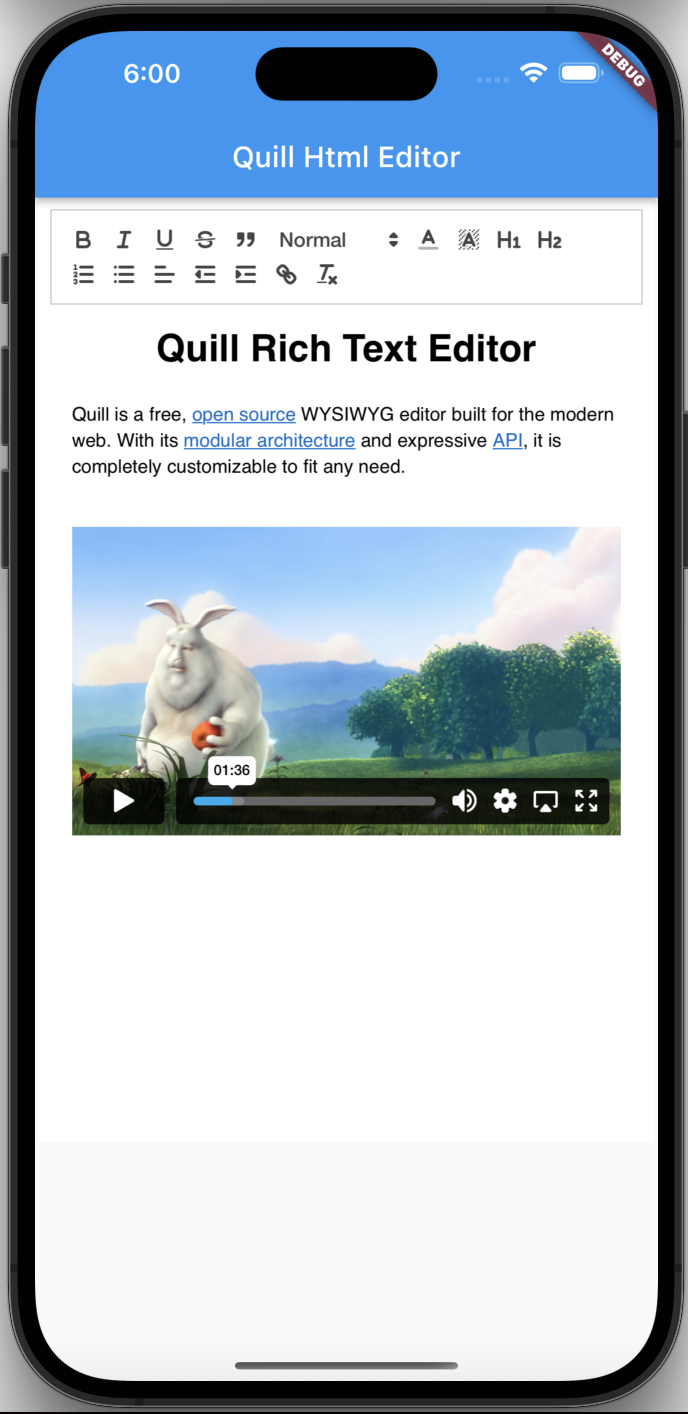 6:00
DEBUG
Quill Html Editor
B I U S Normal A A H1 H2
Quill Rich Text Editor
Quill is a free, open source WYSIWYG editor built for the modern
web. With its modular architecture and expressive API, it is
completely customizable to fit any need.
01:36